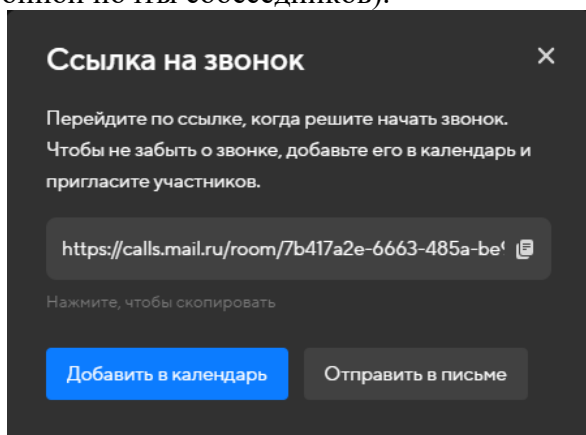 собеседников).
Ссылка на звонок
Перейдите по ссылке, когда решите начать звонок.
Чтобы не забыть о звонке, добавьте его в календарь и
пригласите участников.
https://calls.mail.ru/room/7b417a2e-6663-485a-be
Нажмите, чтобы скопировать
Добавить в календарь
Отправить в письме